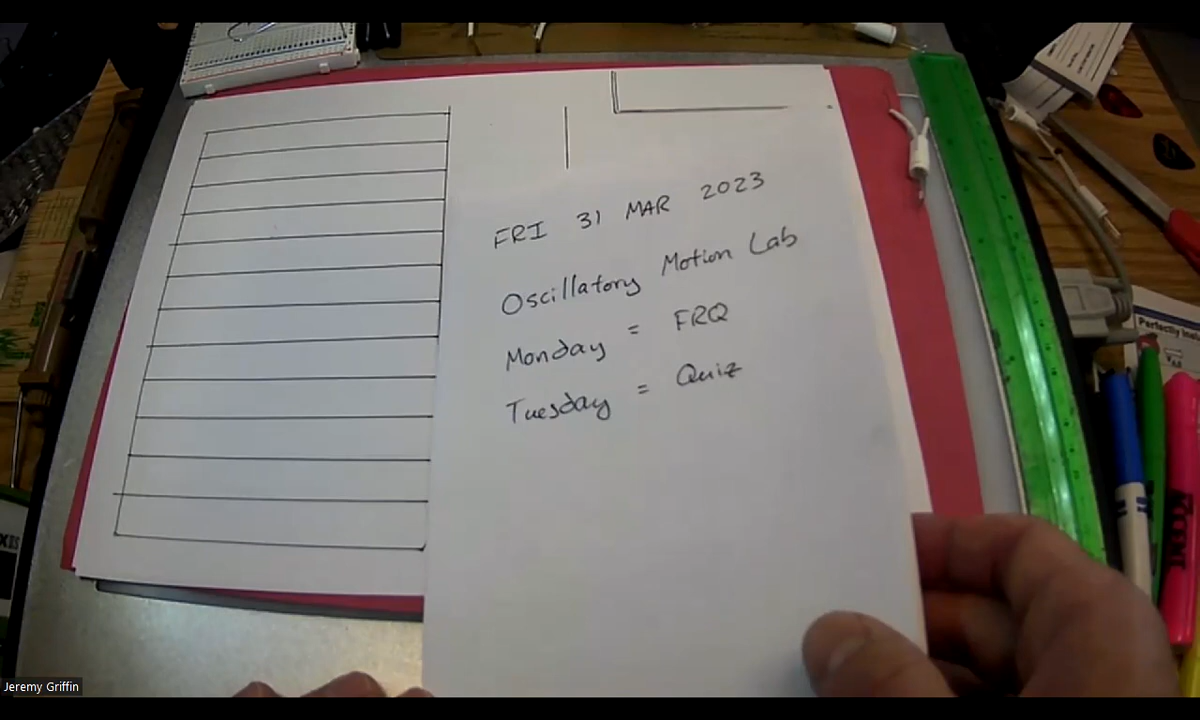 FRI 31 MAR 2023
Oscillatory Motion Lab
Monday = FRQ
Tuesday = Quiz
Jeremy Griffin